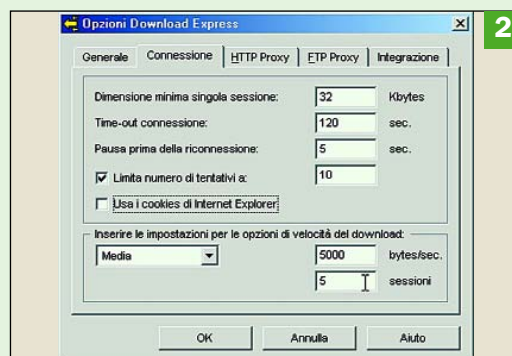 Opzioni Download Express
2
Generale Connessione HTTP Proxy FTP Proxy Integrazione
Dimensione minima singola sessione: 32 Kbytes
Time-out connessione: 120 sec.
Pausa prima della riconnessione: 5 sec.
Limita numero di tentativi a: 10
Usa i cookies di Internet Explorer
Inserire le impostazioni per le opzioni di velocità del download:
Media 5000 bytes/sec.
5 sessioni
OK Annulla Aiuto